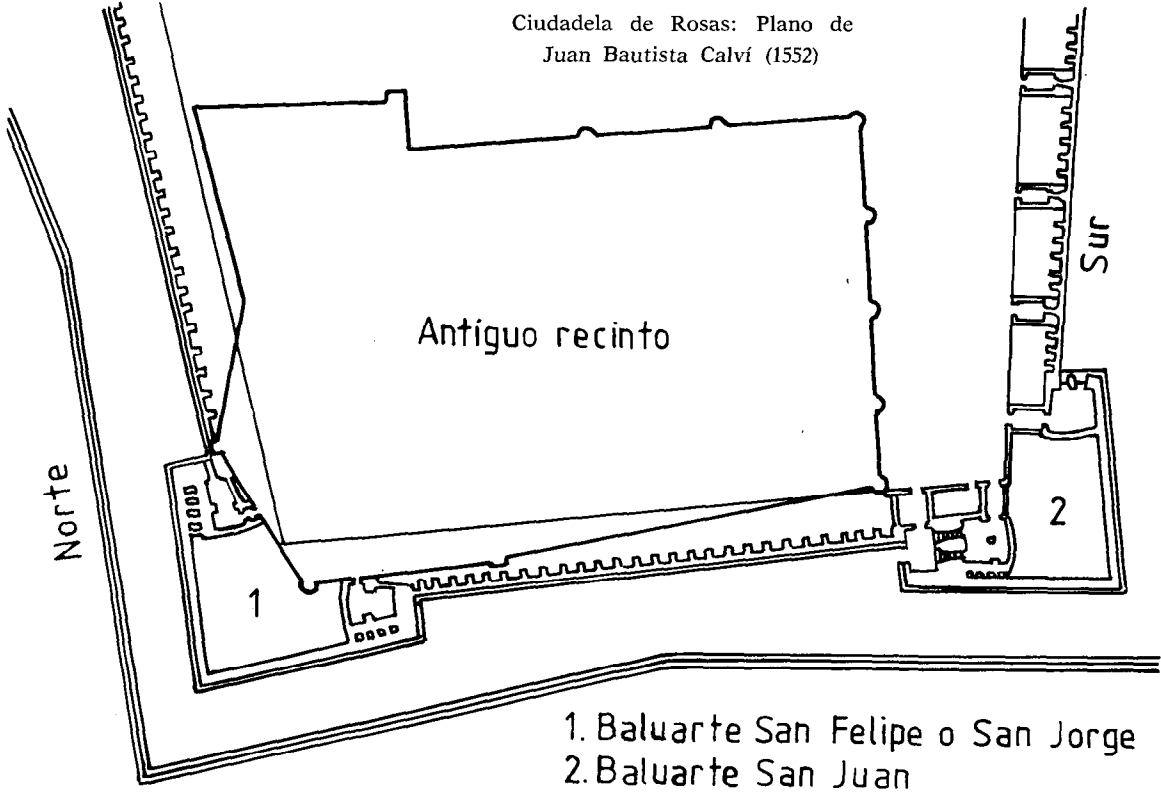 Ciudadela de Rosas: Plano de
Juan Bautista Calví (1552)
Sur
Antíguo recinto
Norte
1
2
1. Baluarte San Felipe o San Jorge
2. Baluarte San Juan